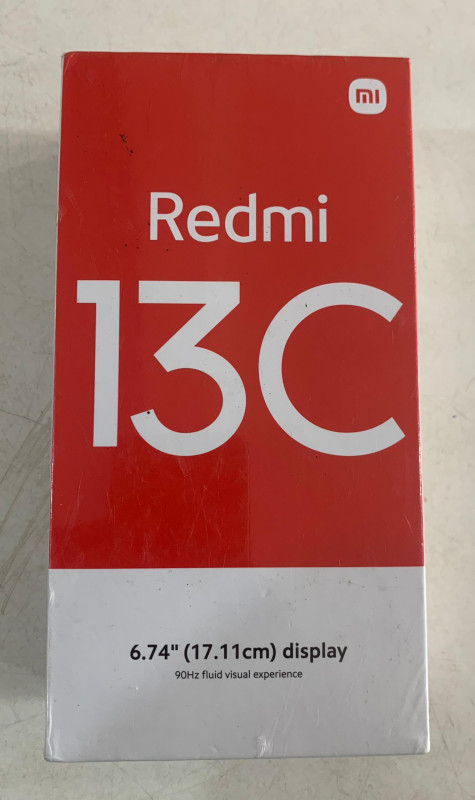 mi
Redmi
13C
6.74" (17.11cm) display
90Hz fluid visual experience